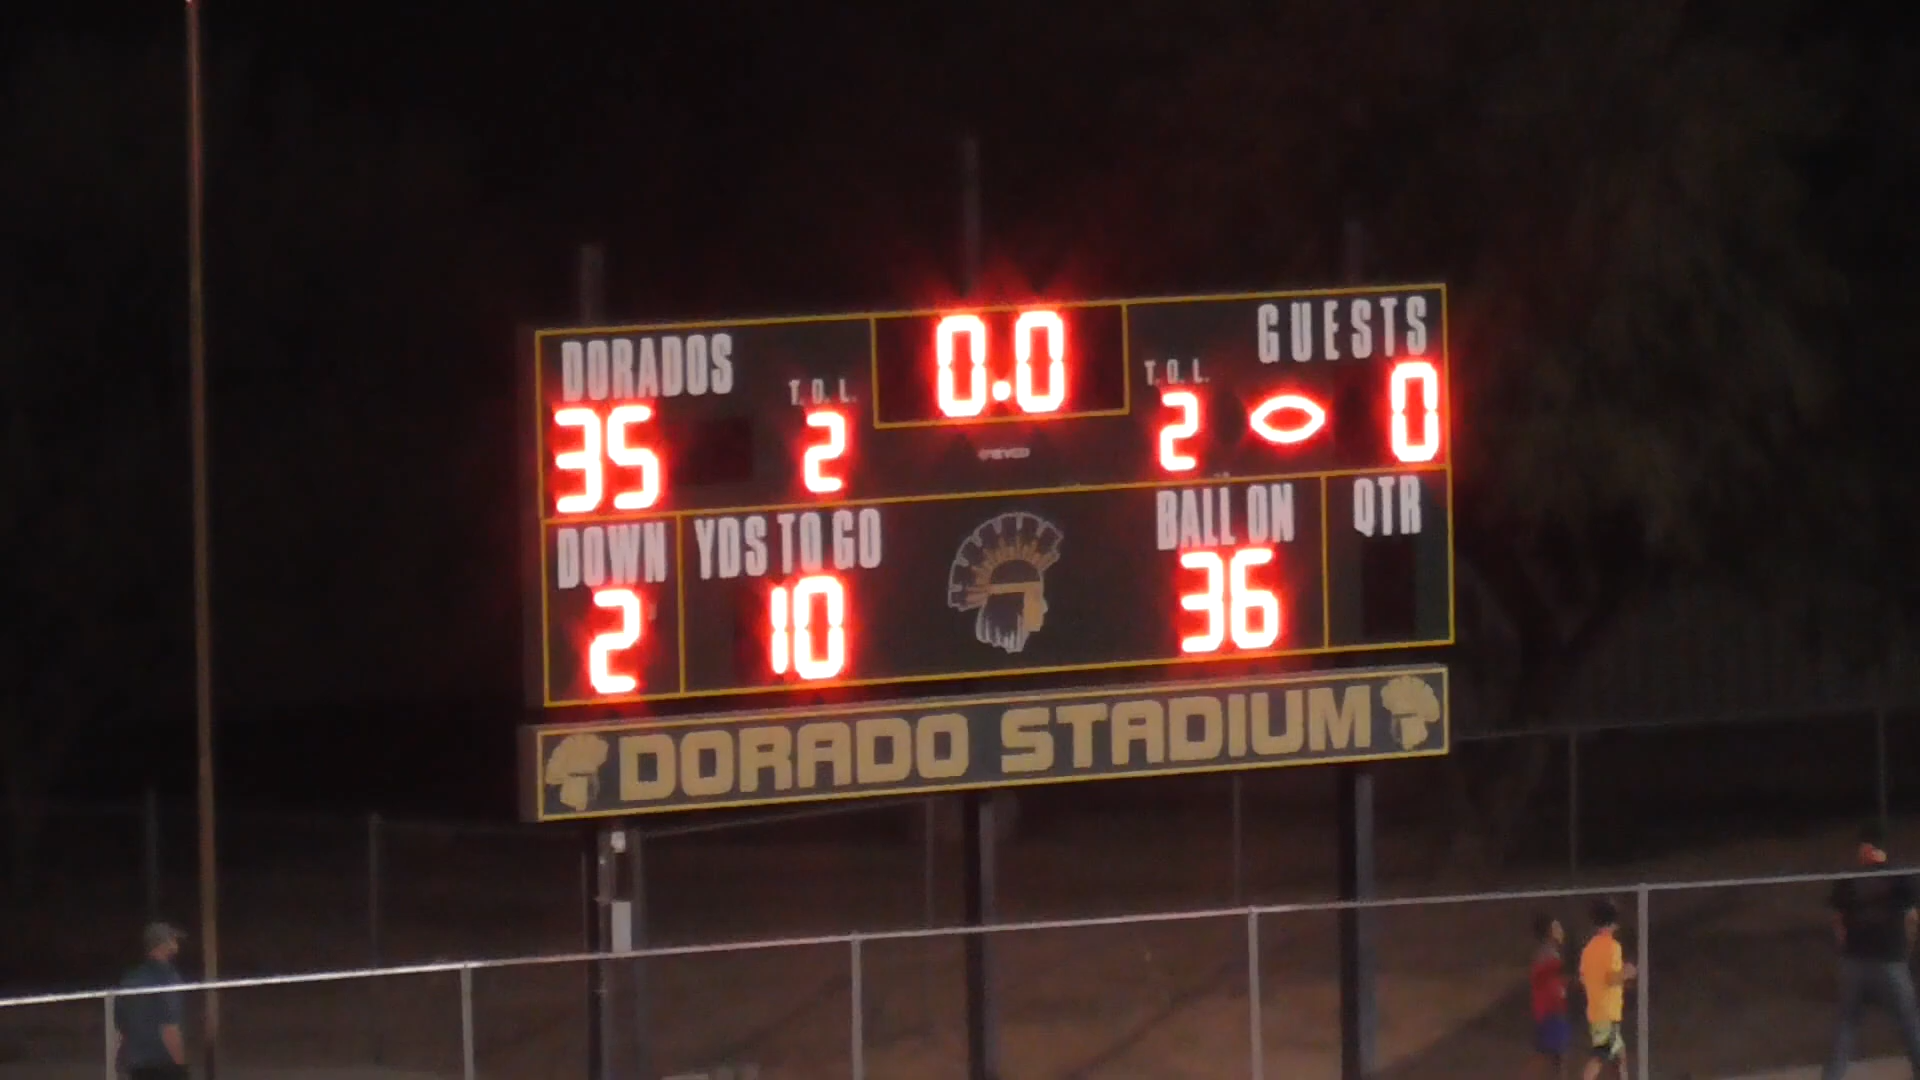 DORADOS
T.O.L.
0.0
T.O.L.
GUESTS
35
2
2
0
DOWN
YDS TO GO
BALL ON
QTR
2
10
36
DORADO STADIUM